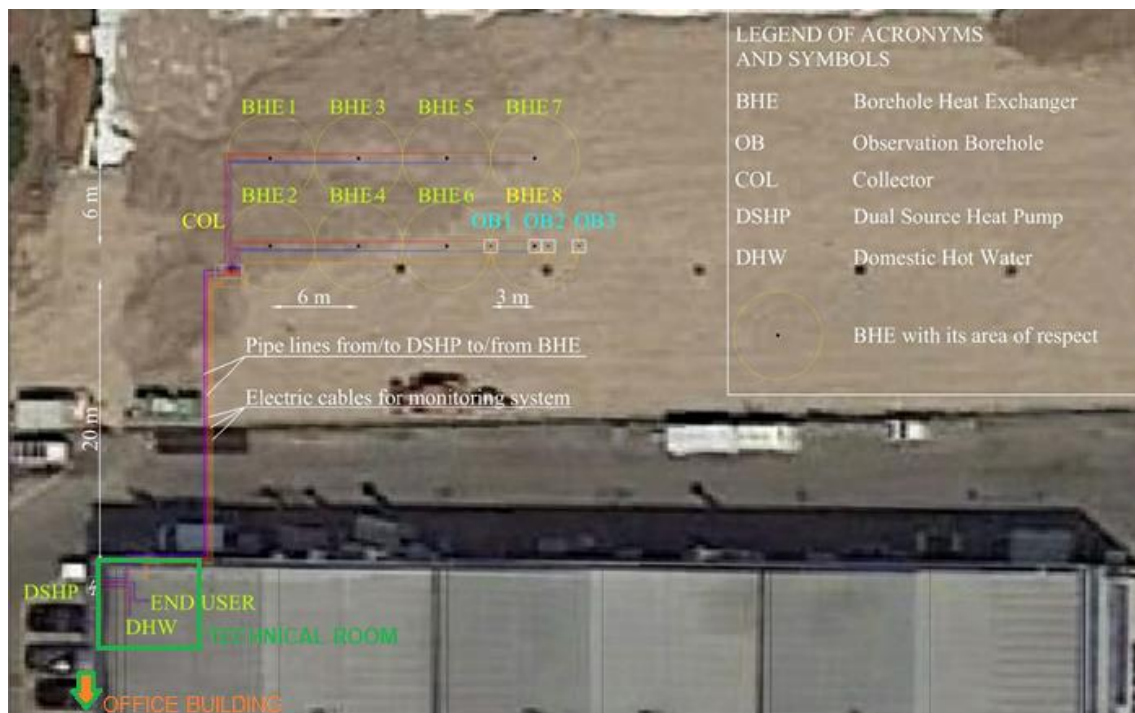 LEGEND OF ACRONYMS
AND SYMBOLS
BHE Borehole Heat Exchanger
OB Observation Borehole
COL Collector
DSHP Dual Source Heat Pump
DHW Domestic Hot Water
BHE with its area of respect
BHE 1 BHE 3 BHE 5 BHE 7
6 m
BHE 2 BHE 4 BHE 6 BHE 8
COL
OB1 OB2 OB3
6 m 3 m
Pipe lines from/to DSHP to/from BHE
Electric cables for monitoring system
20 m
DSHP
END USER
DHW
TECHNICAL ROOM
OFFICE BUILDING